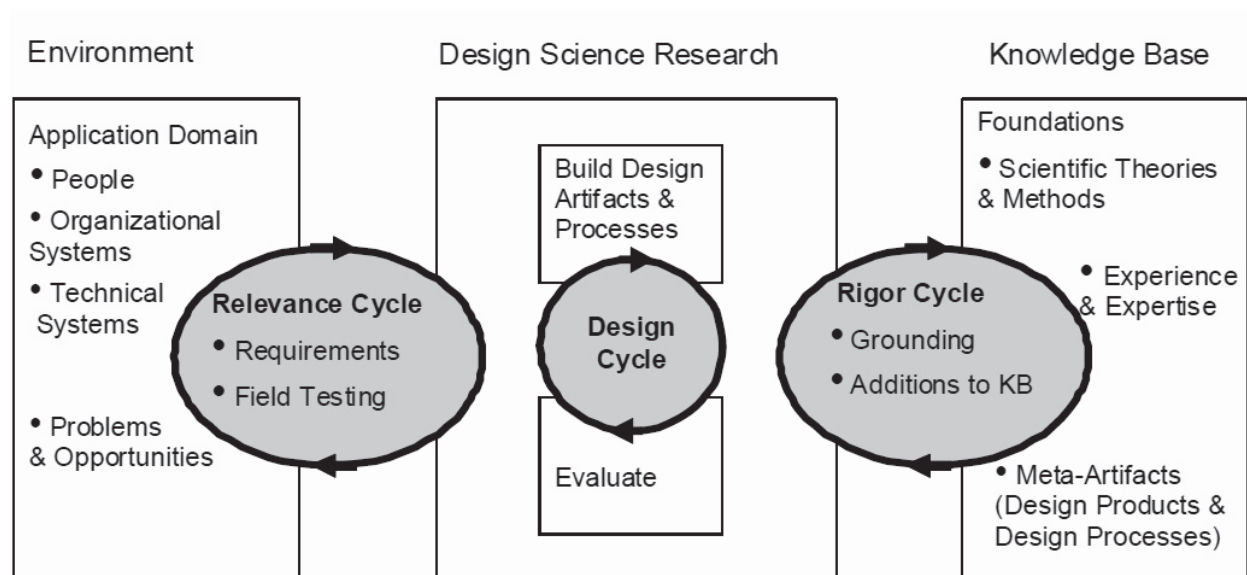 Environment
Design Science Research
Knowledge Base
Application Domain
• People
• Organizational
Systems
• Technical
Systems
• Problems
& Opportunities
Relevance Cycle
• Requirements
• Field Testing
Build Design
Artifacts &
Processes
Design
Cycle
Evaluate
Rigor Cycle
• Grounding
• Additions to KB
Foundations
• Scientific Theories
& Methods
• Experience
& Expertise
• Meta-Artifacts
(Design Products &
Design Processes)